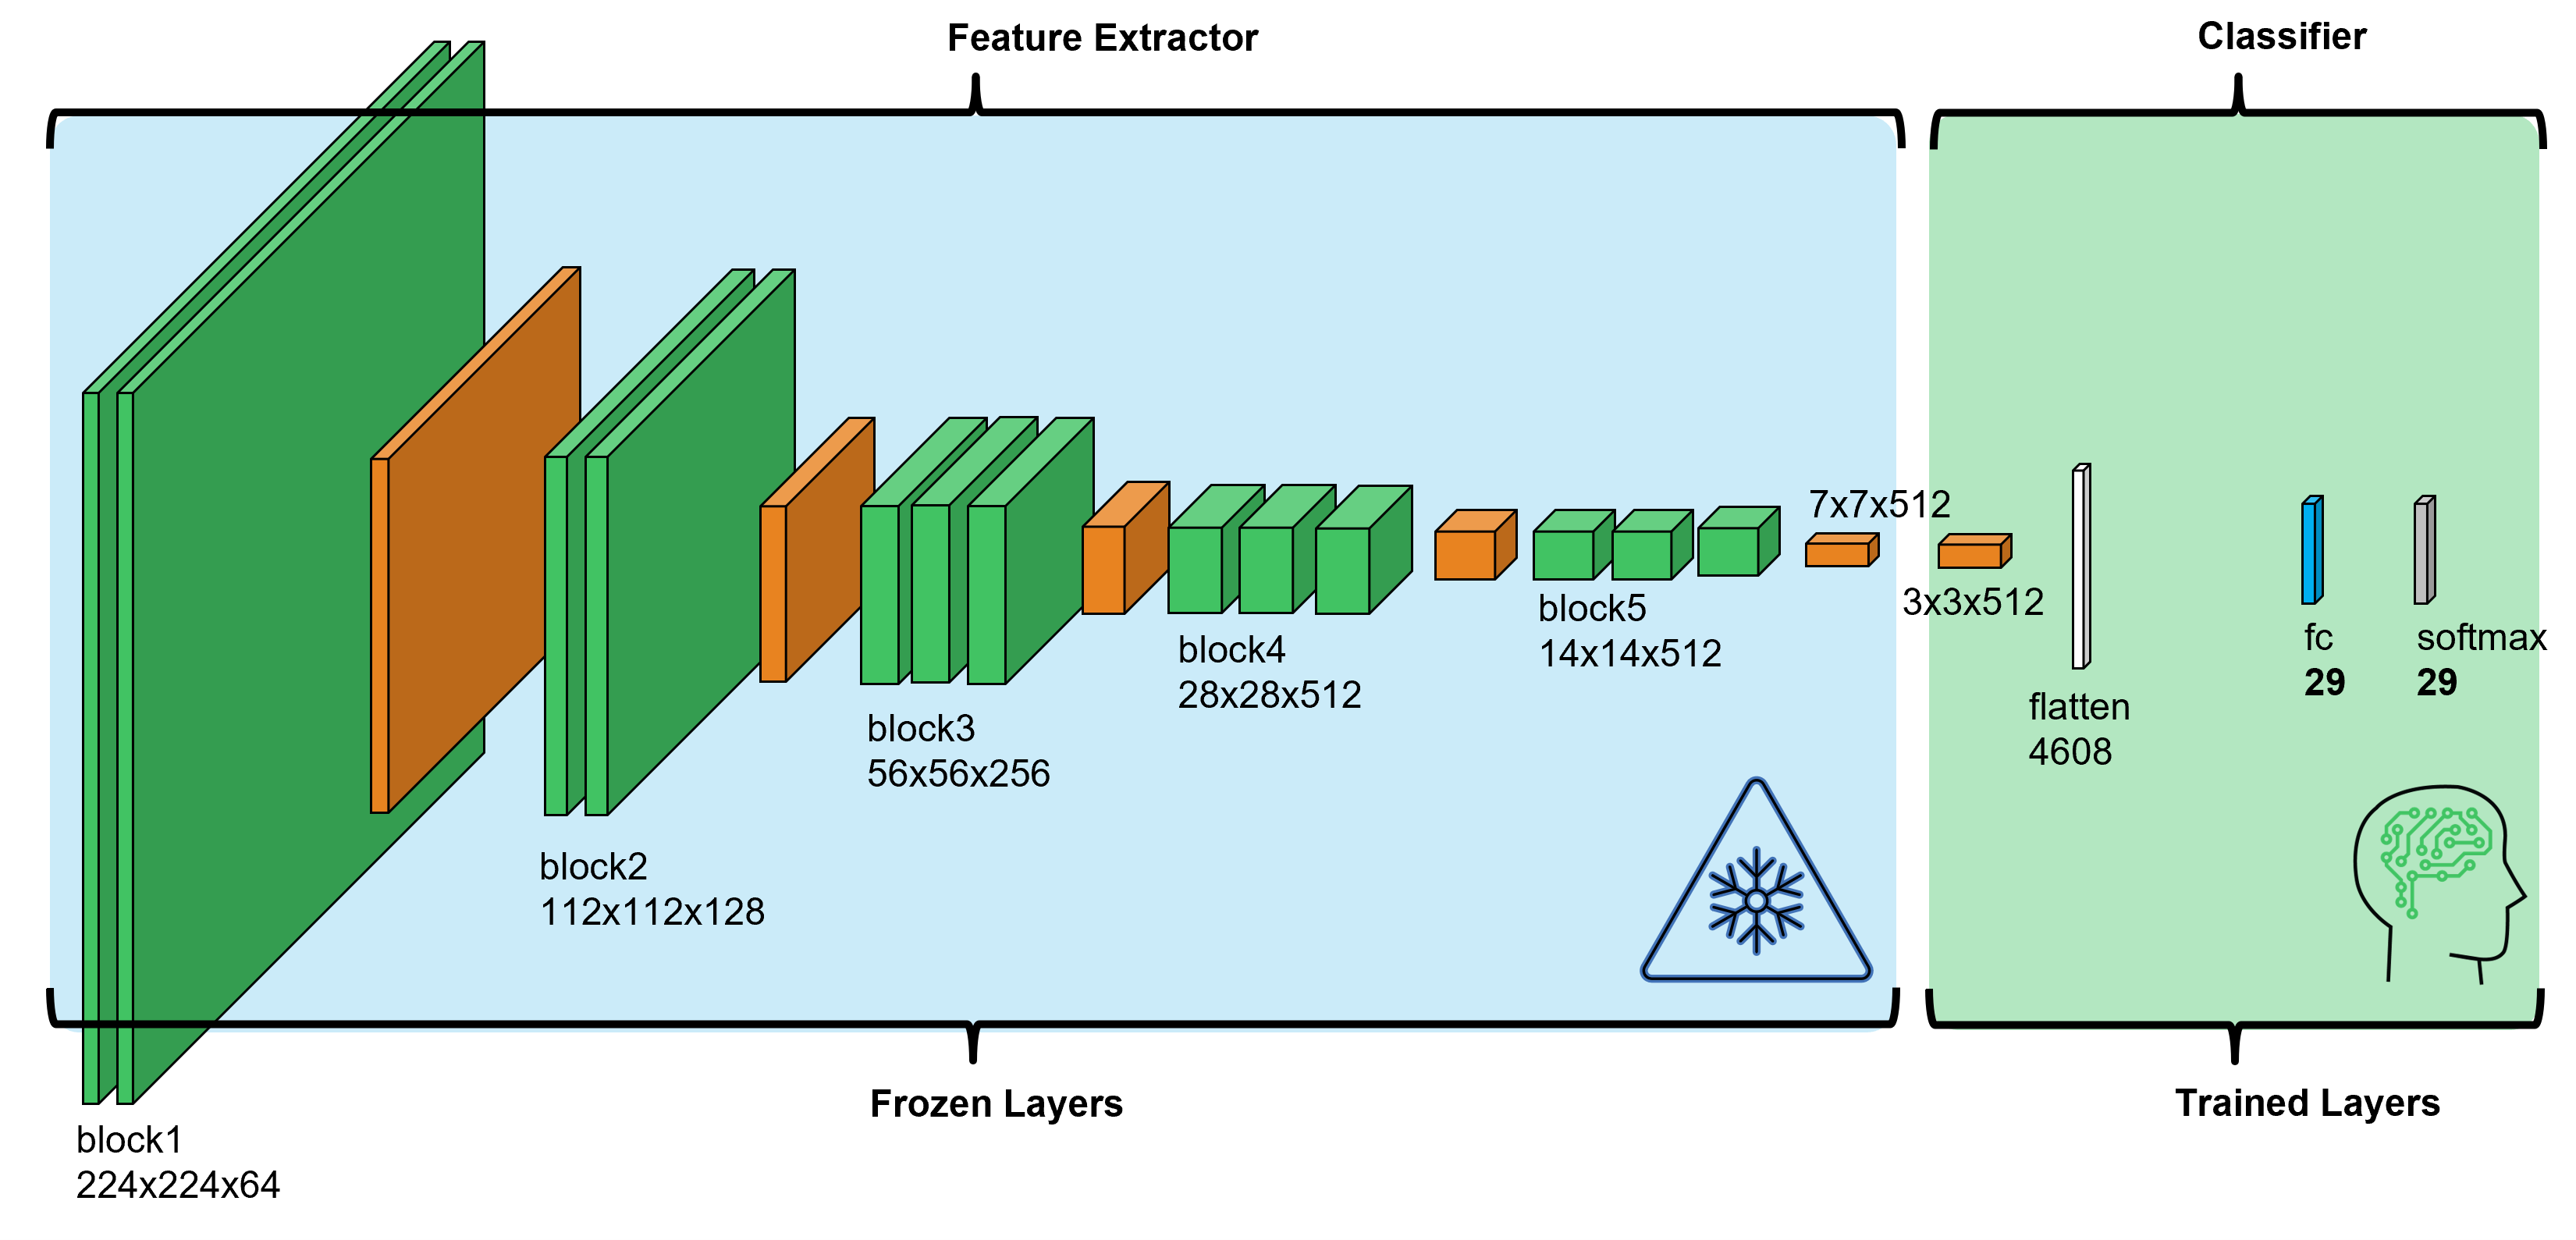 Feature Extractor
Classifier
block1
224x224x64
block2
112x112x128
block3
56x56x256
block4
28x28x512
block5
14x14x512
7x7x512
3x3x512
flatten
4608
fc
29
softmax
29
Frozen Layers
Trained Layers